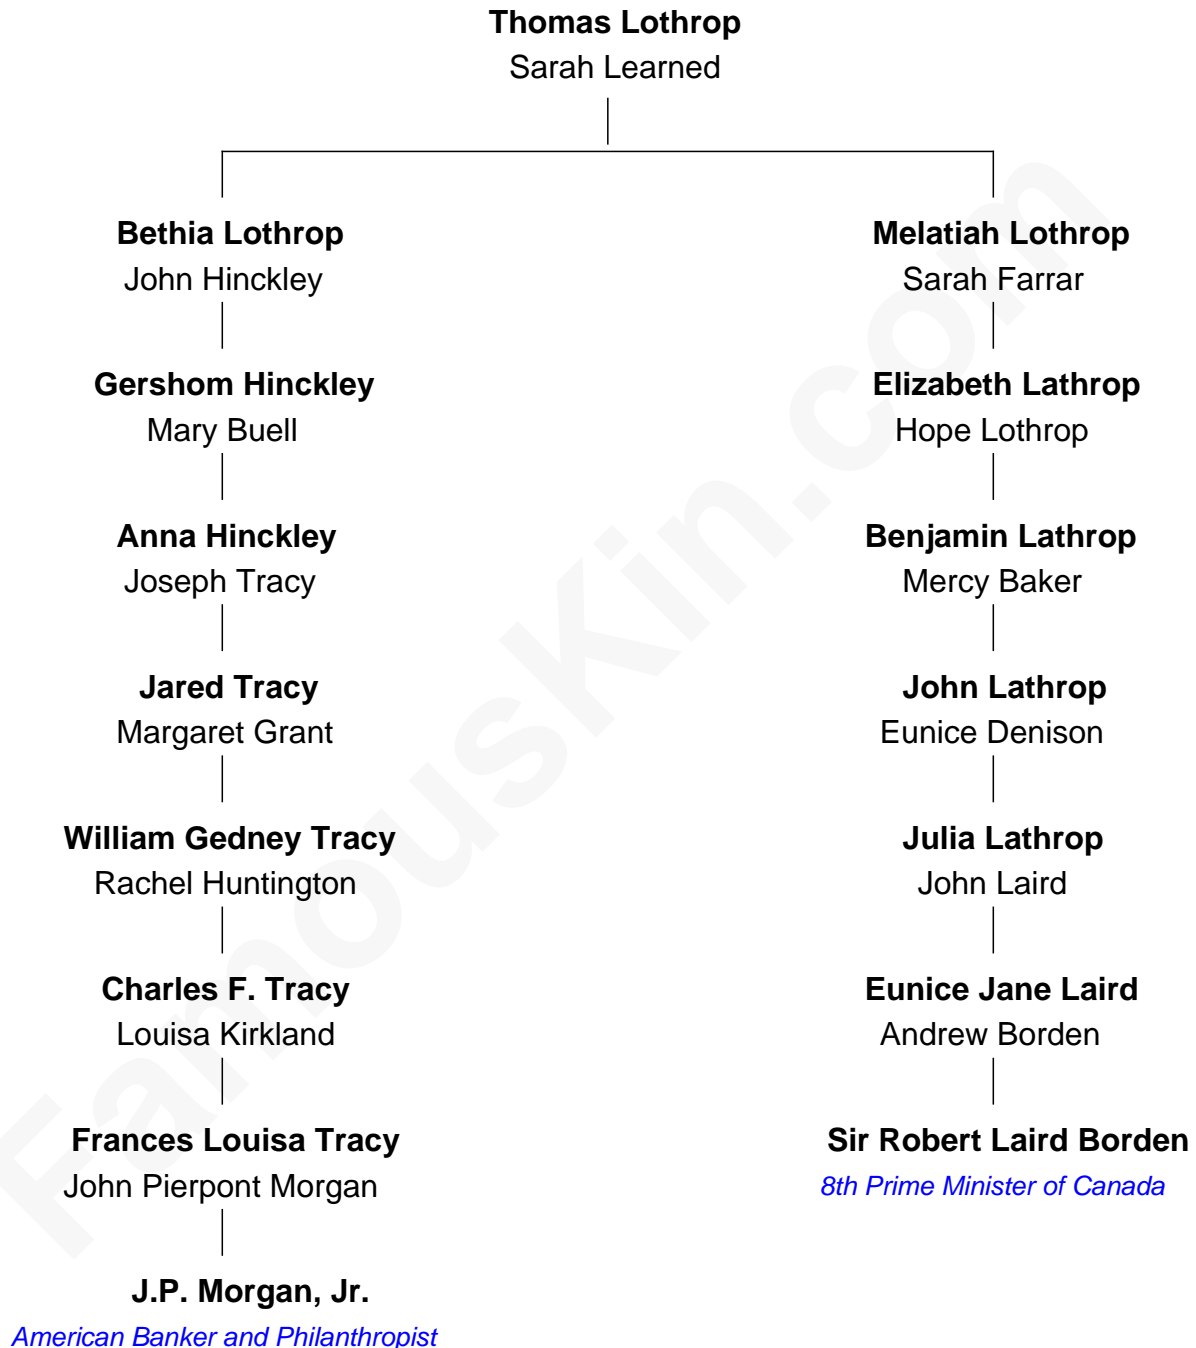 Thomas Lothrop
Sarah Learned
Bethia Lothrop
John Hinckley
Gershom Hinckley
Mary Buell
Anna Hinckley
Joseph Tracy
Jared Tracy
Margaret Grant
William Gedney Tracy
Rachel Huntington
Charles F. Tracy
Louisa Kirkland
Frances Louisa Tracy
John Pierpont Morgan
J.P. Morgan, Jr.
American Banker and Philanthropist
Melatiah Lothrop
Sarah Farrar
Elizabeth Lathrop
Hope Lothrop
Benjamin Lathrop
Mercy Baker
John Lathrop
Eunice Denison
Julia Lathrop
John Laird
Eunice Jane Laird
Andrew Borden
Sir Robert Laird Borden
8th Prime Minister of Canada
FamousKin.com